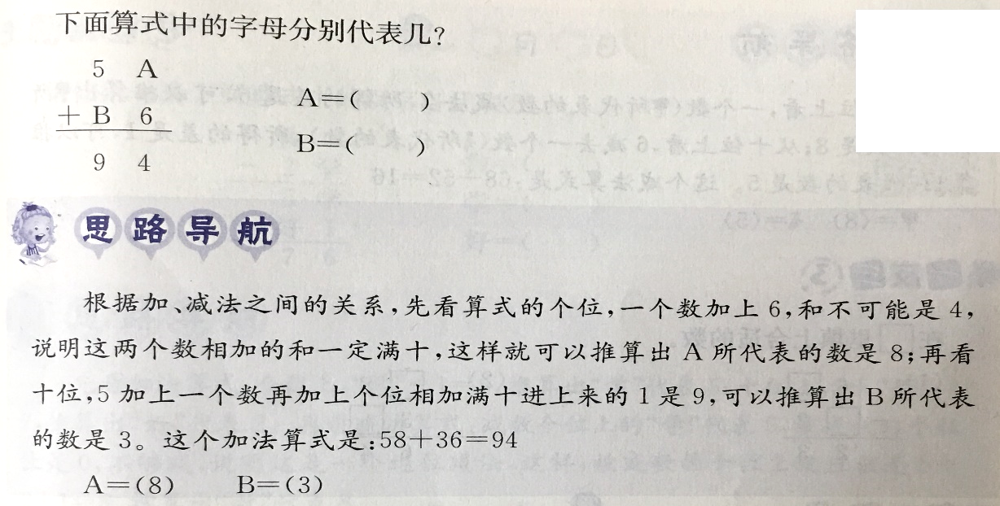 下面算式中的字母分别代表几?
5 A
A=( )
+ B 6
B=( )
9 4
思路导航
根据加、减法之间的关系,先看算式的个位,一个数加上 6,和不可能是 4,
说明这两个数相加的和一定满十,这样就可以推算出 A 所代表的数是 8;再看
十位,5 加上一个数再加上个位相加满十进上来的 1 是 9,可以推算出 B 所代表
的数是 3。这个加法算式是:58+36=94
A=(8) B=(3)